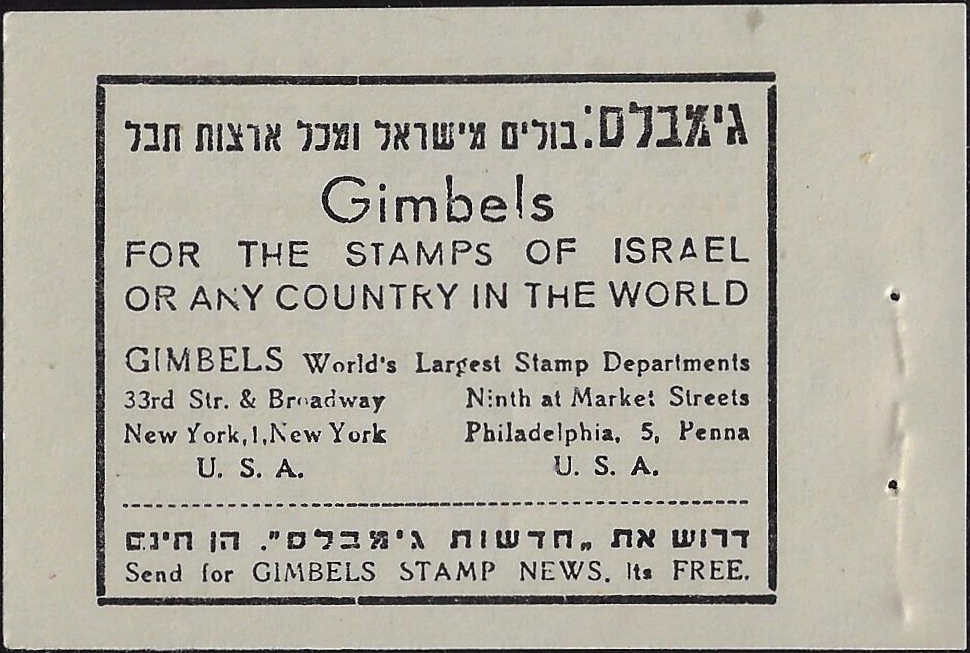 גימבלס: בולים מישראל ומכל ארצות תבל
Gimbels
FOR THE STAMPS OF ISRAEL
OR ANY COUNTRY IN THE WORLD
GIMBELS World's Largest Stamp Departments
33rd Str. & Broadway
New York,1,New York
U. S. A.
Ninth at Market Streets
Philadelphia, 5, Penna
U. S. A.
דרוש את „חדשות גימבלס". הן חינם
Send for GIMBELS STAMP NEWS. Its FREE.